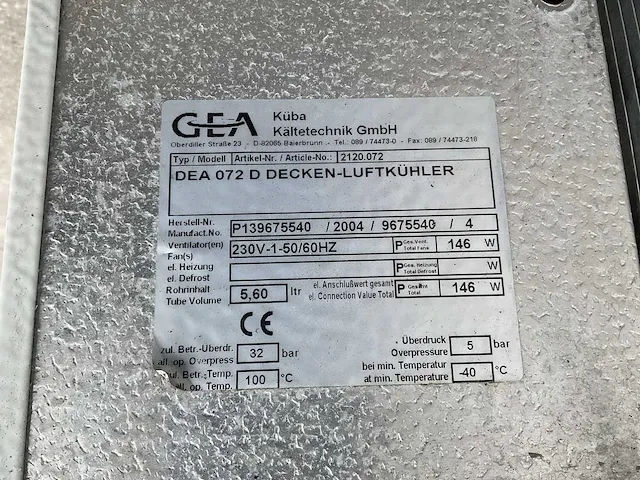 GEA Küba
Kältetechnik GmbH
Oberdiller Straße 23 - D-82065 Baierbrunn - Tel.: 089 / 74473-0 - Fax: 089 / 74473-216
Typ / Modell Artikel-Nr. / Article-No.: 2120.072
DEA 072 D DECKEN-LUFTKÜHLER
Herstell-Nr.
Manufact.No. P139675540 / 2004 / 9675540 / 4
Ventilator(en) 230V-1-50/60HZ P Ges.Vent. 146 W
Fan(s) Total Fans
el. Heizung P Ges. Heizung W
el. Defrost Total Defrost
Rohrinhalt 5,60 ltr el. Anschlußwert gesamt P Gesamt 146 W
Tube Volume el. Connection Value Total Total
CE
zul. Betr.-Überdr. 32 bar Überdruck 5 bar
all. op. Overpress Overpressure
zul. Betr.-Temp. 100 °C bei min. Temperatur -40 °C
all. op. Temp. at min. Temperature